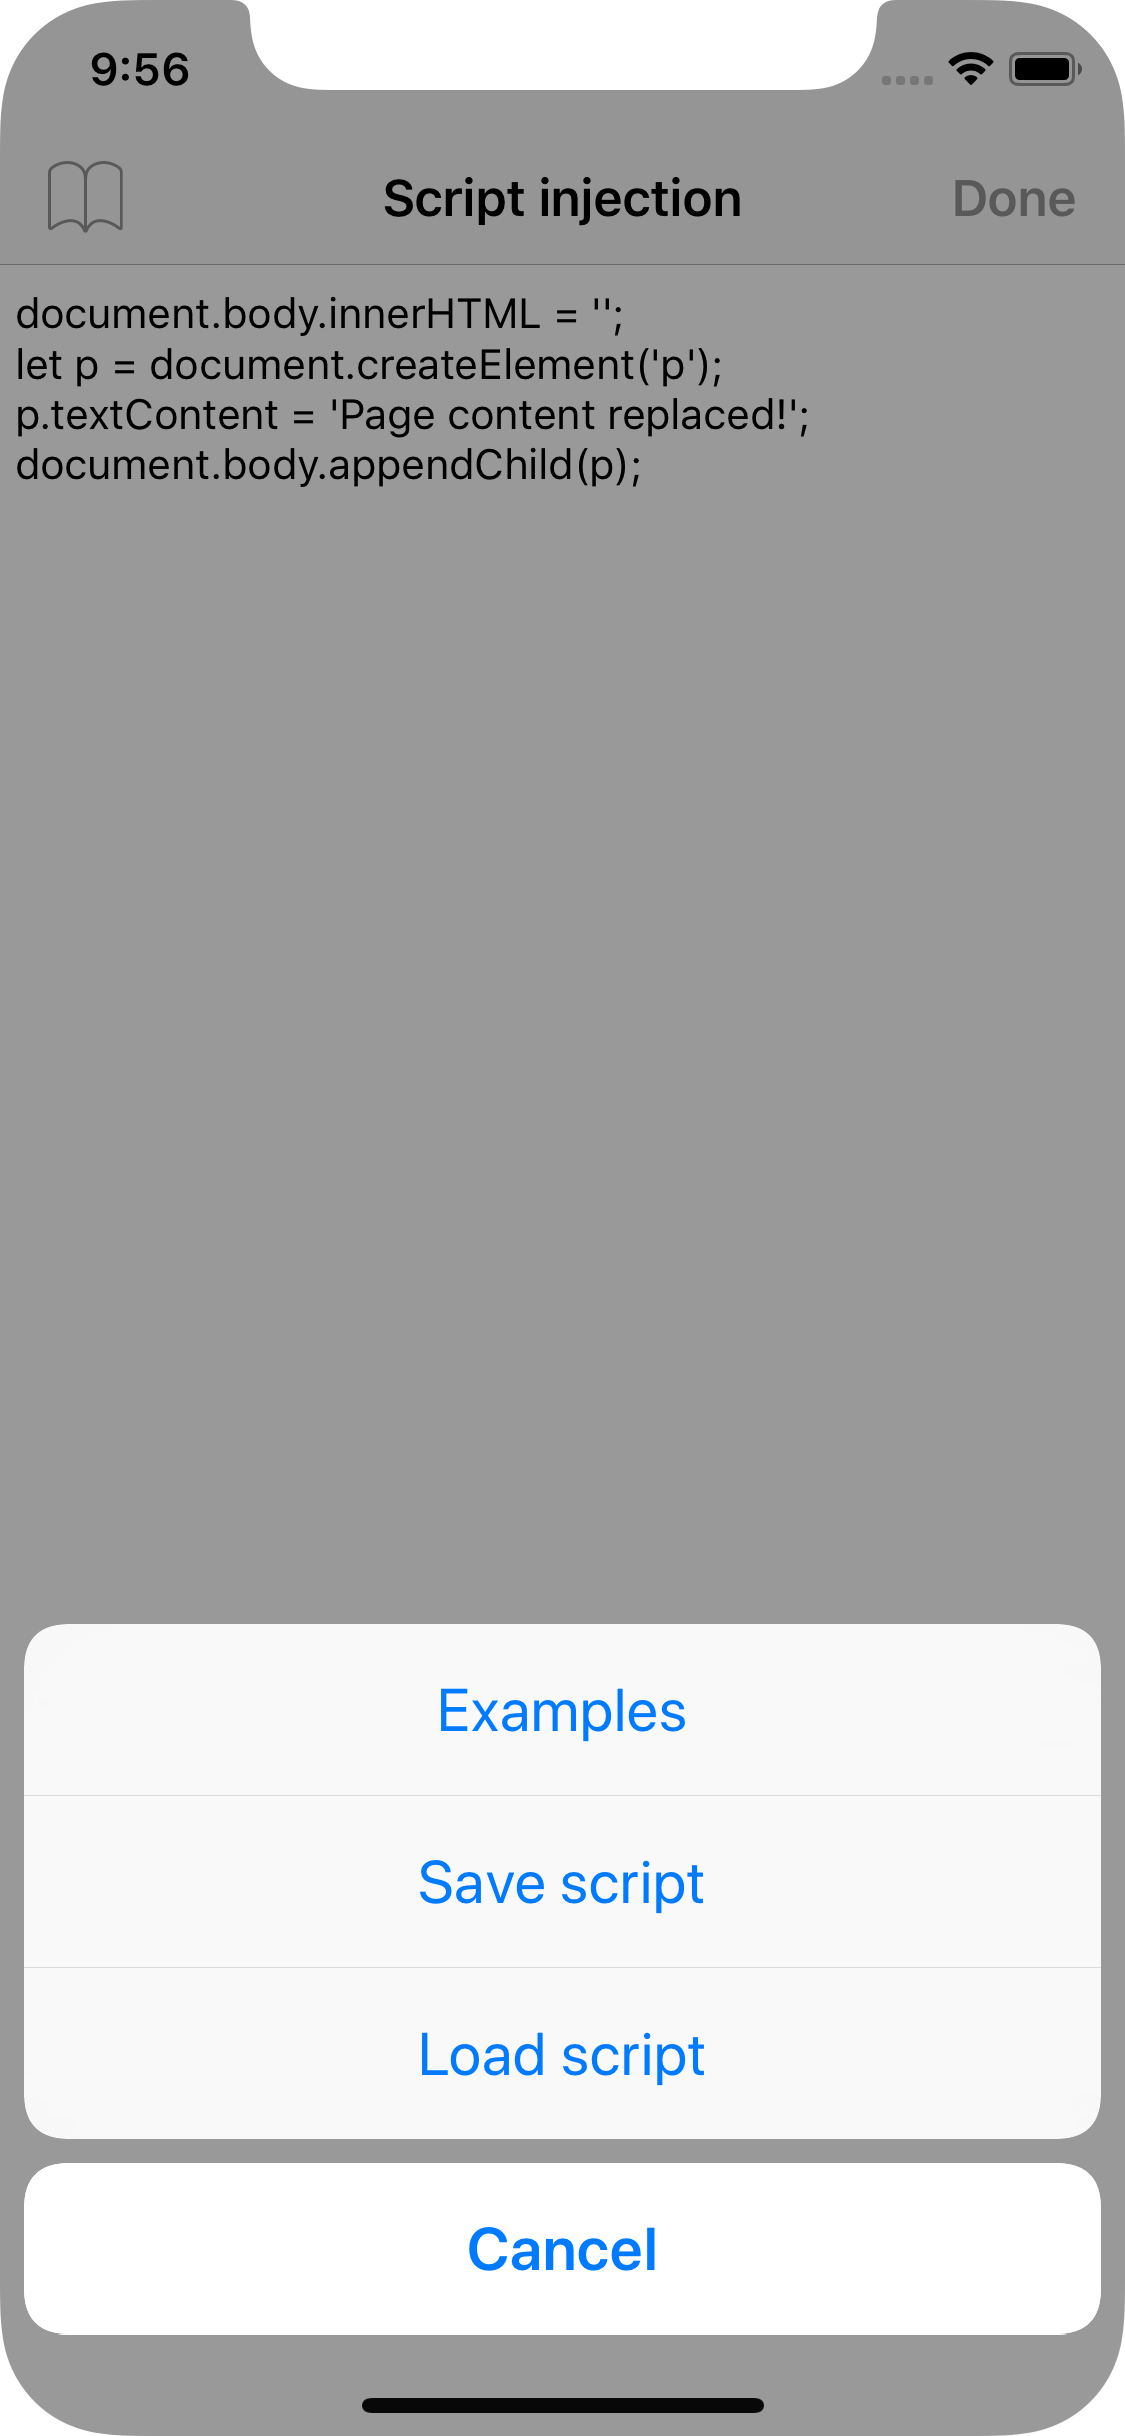 9:56
Script injection
Done
document.body.innerHTML = '';
let p = document.createElement('p');
p.textContent = 'Page content replaced!';
document.body.appendChild(p);
Examples
Save script
Load script
Cancel